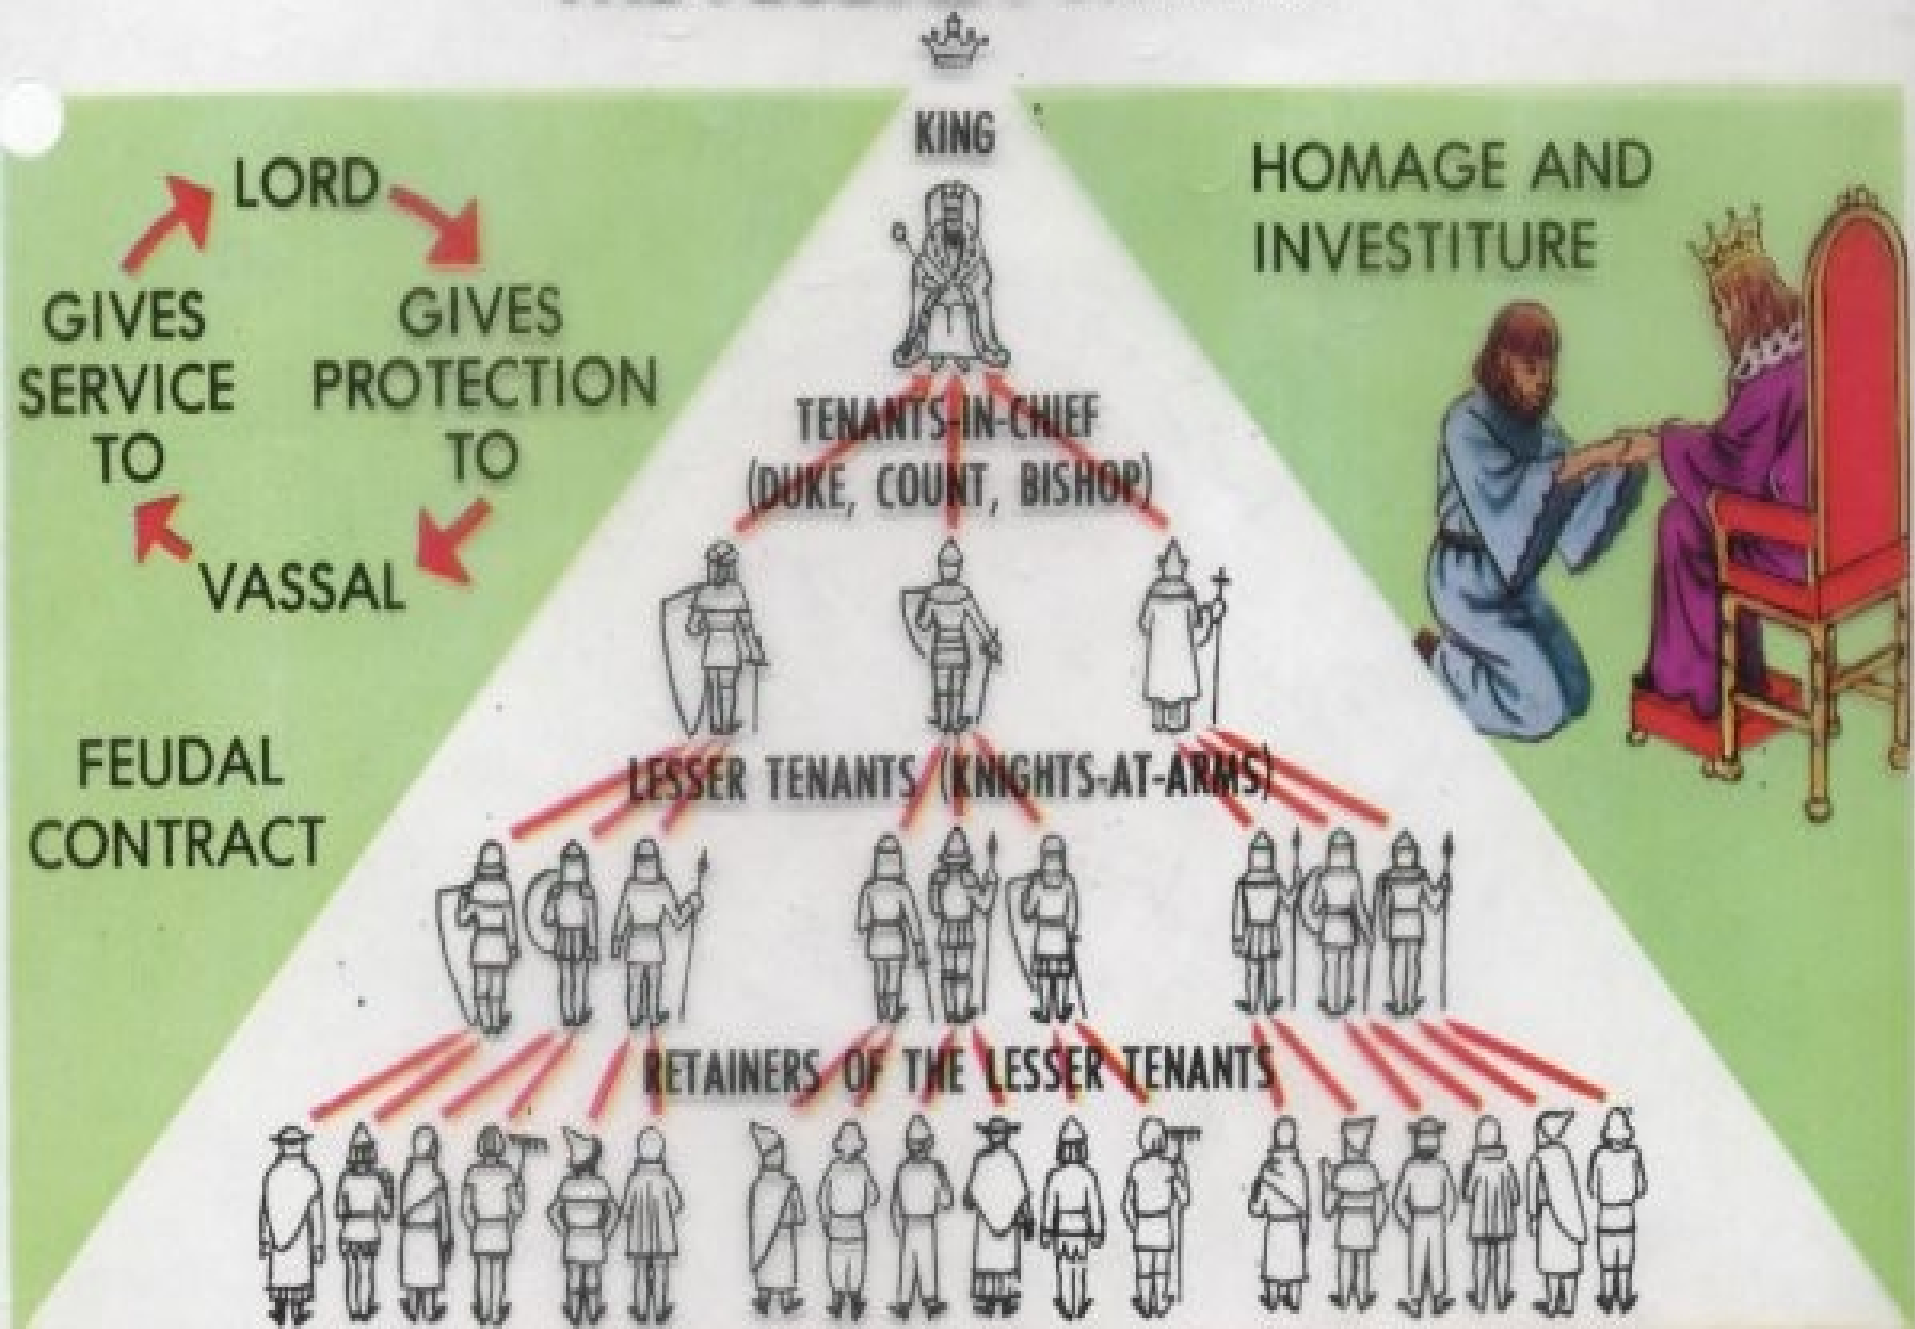 KING
LORD
GIVES
SERVICE
TO
GIVES
PROTECTION
TO
VASSAL
FEUDAL
CONTRACT
HOMAGE AND
INVESTITURE
TENANTS-IN-CHIEF
(DUKE, COUNT, BISHOP)
LESSER TENANTS (KNIGHTS-AT-ARMS)
RETAINERS OF THE LESSER TENANTS